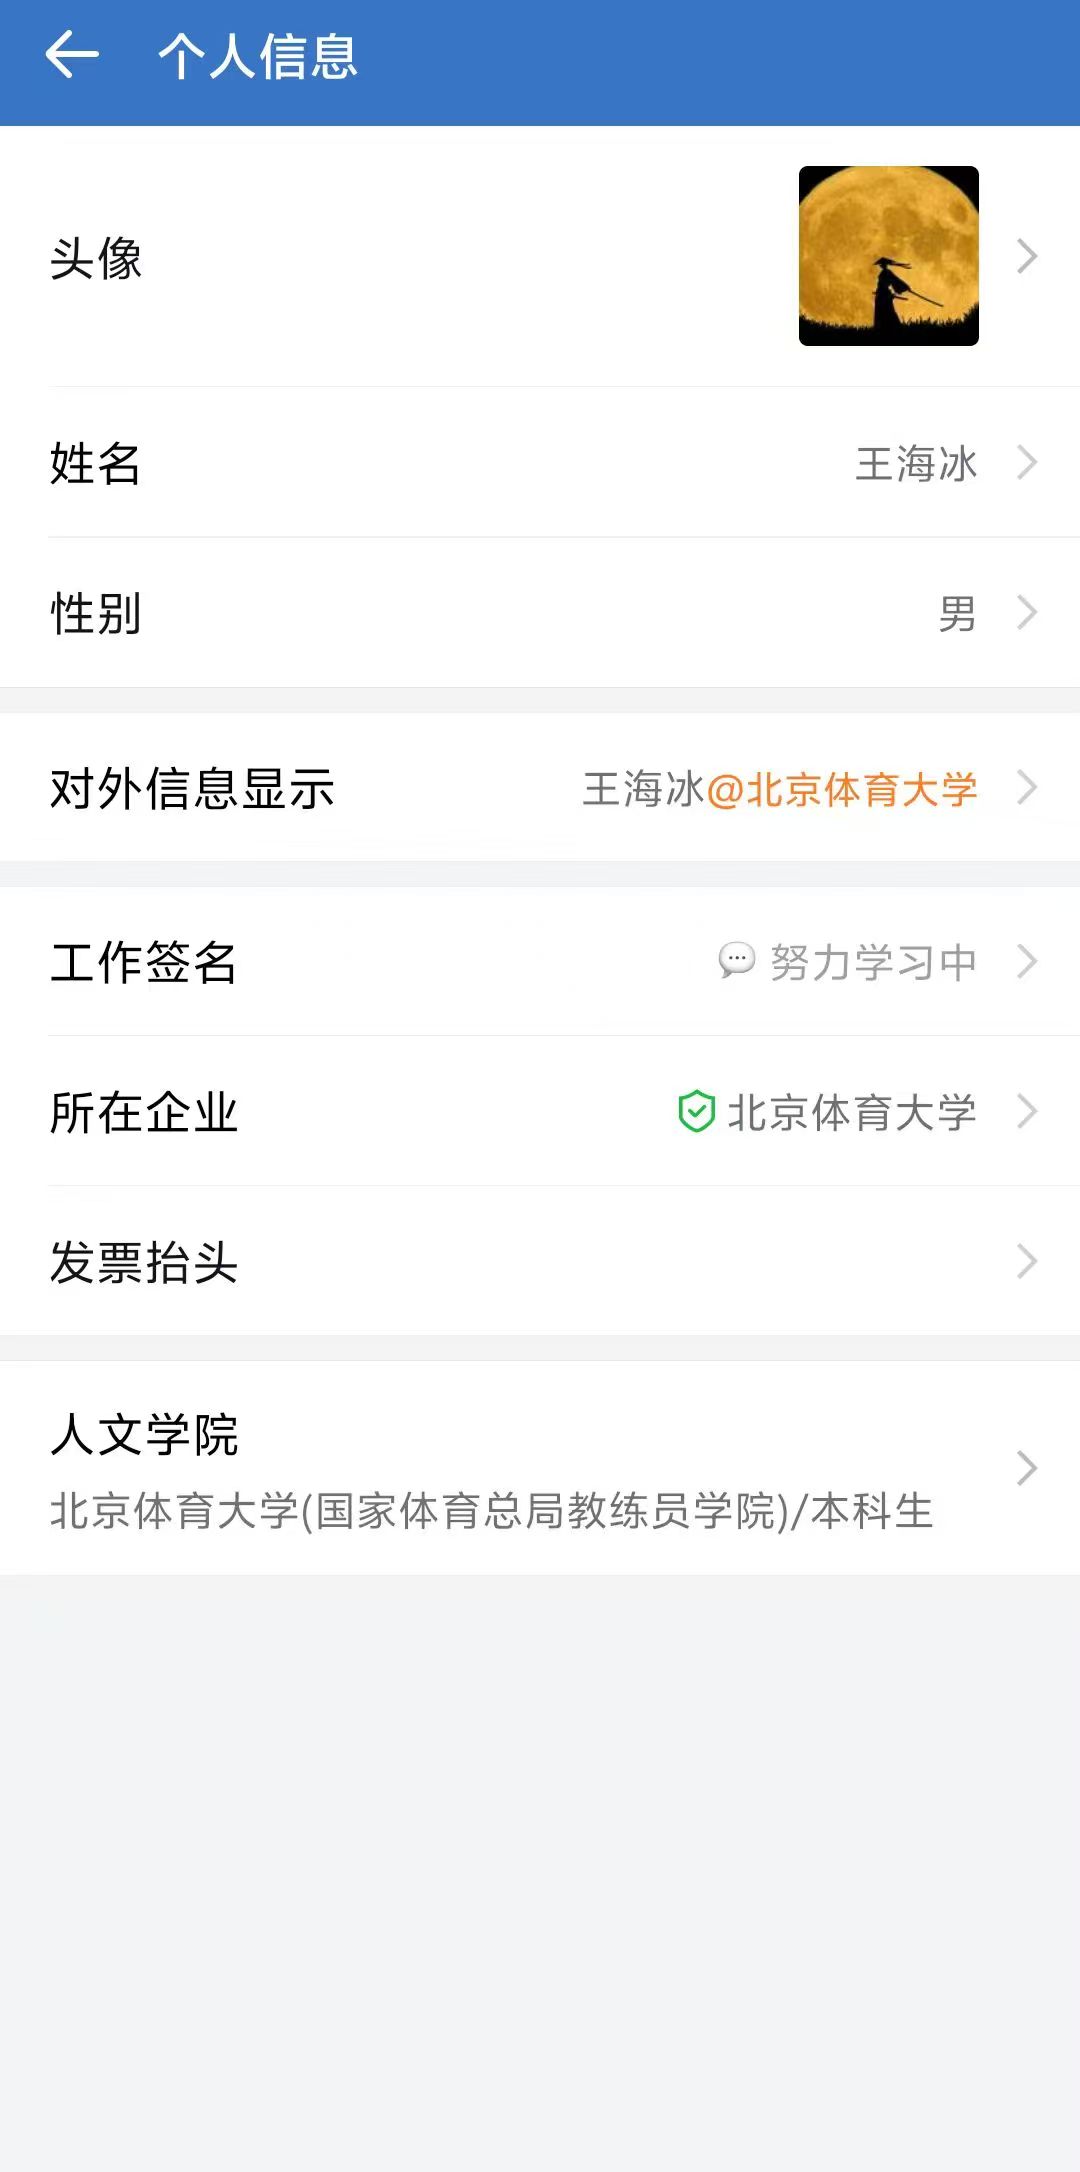 个人信息
头像
姓名 王海冰
性别 男
对外信息显示 王海冰@北京体育大学
工作签名 努力学习中
所在企业 北京体育大学
发票抬头
人文学院
北京体育大学(国家体育总局教练员学院)/本科生